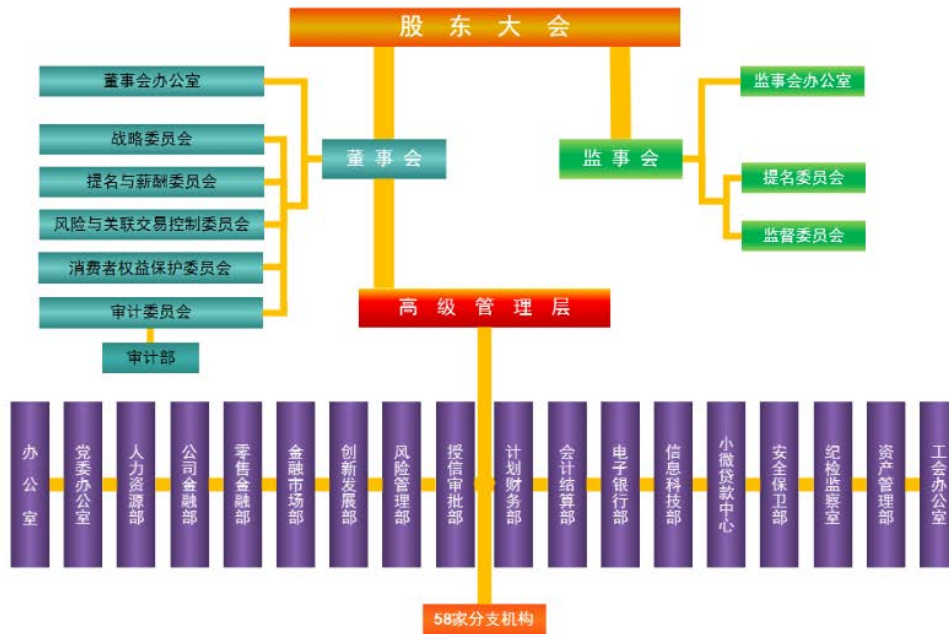 股东大会
董事会办公室
监事会办公室
战略委员会
董事会
监事会
提名与薪酬委员会
提名委员会
风险与关联交易控制委员会
监督委员会
消费者权益保护委员会
审计委员会
高级管理层
审计部
办公室
党委办公室
人力资源部
公司金融部
零售金融部
金融市场部
创新发展部
风险管理部
授信审批部
计划财务部
会计结算部
电子银行部
信息科技部
小微贷款中心
安全保卫部
纪检监察室
资产管理部
工会办公室
58家分支机构